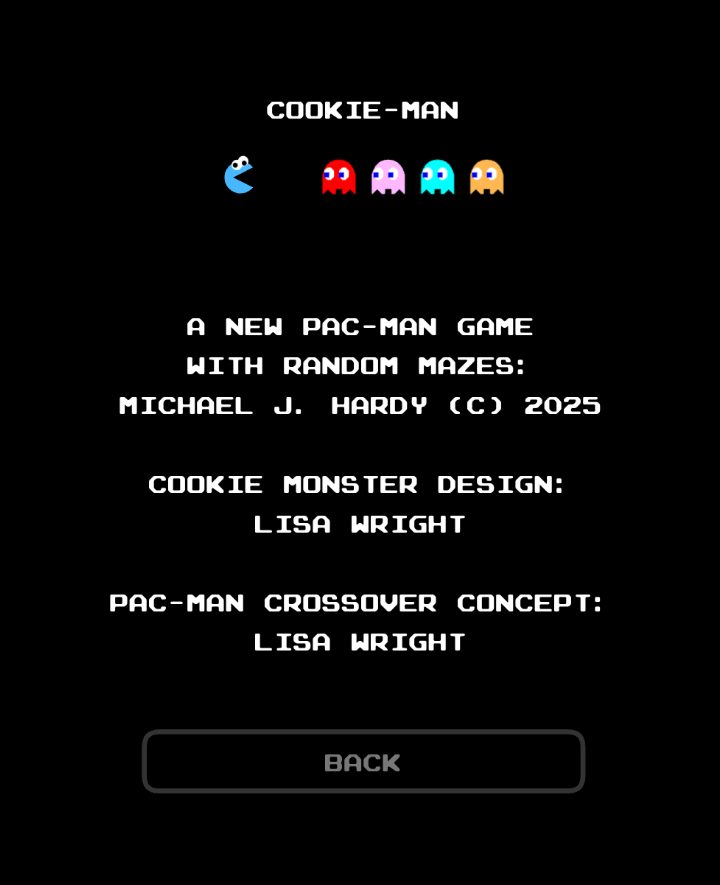 COOKIE-MAN
A NEW PAC-MAN GAME
WITH RANDOM MAZES:
MICHAEL J. HARDY (C) 2025
COOKIE MONSTER DESIGN:
LISA WRIGHT
PAC-MAN CROSSOVER CONCEPT:
LISA WRIGHT
BACK